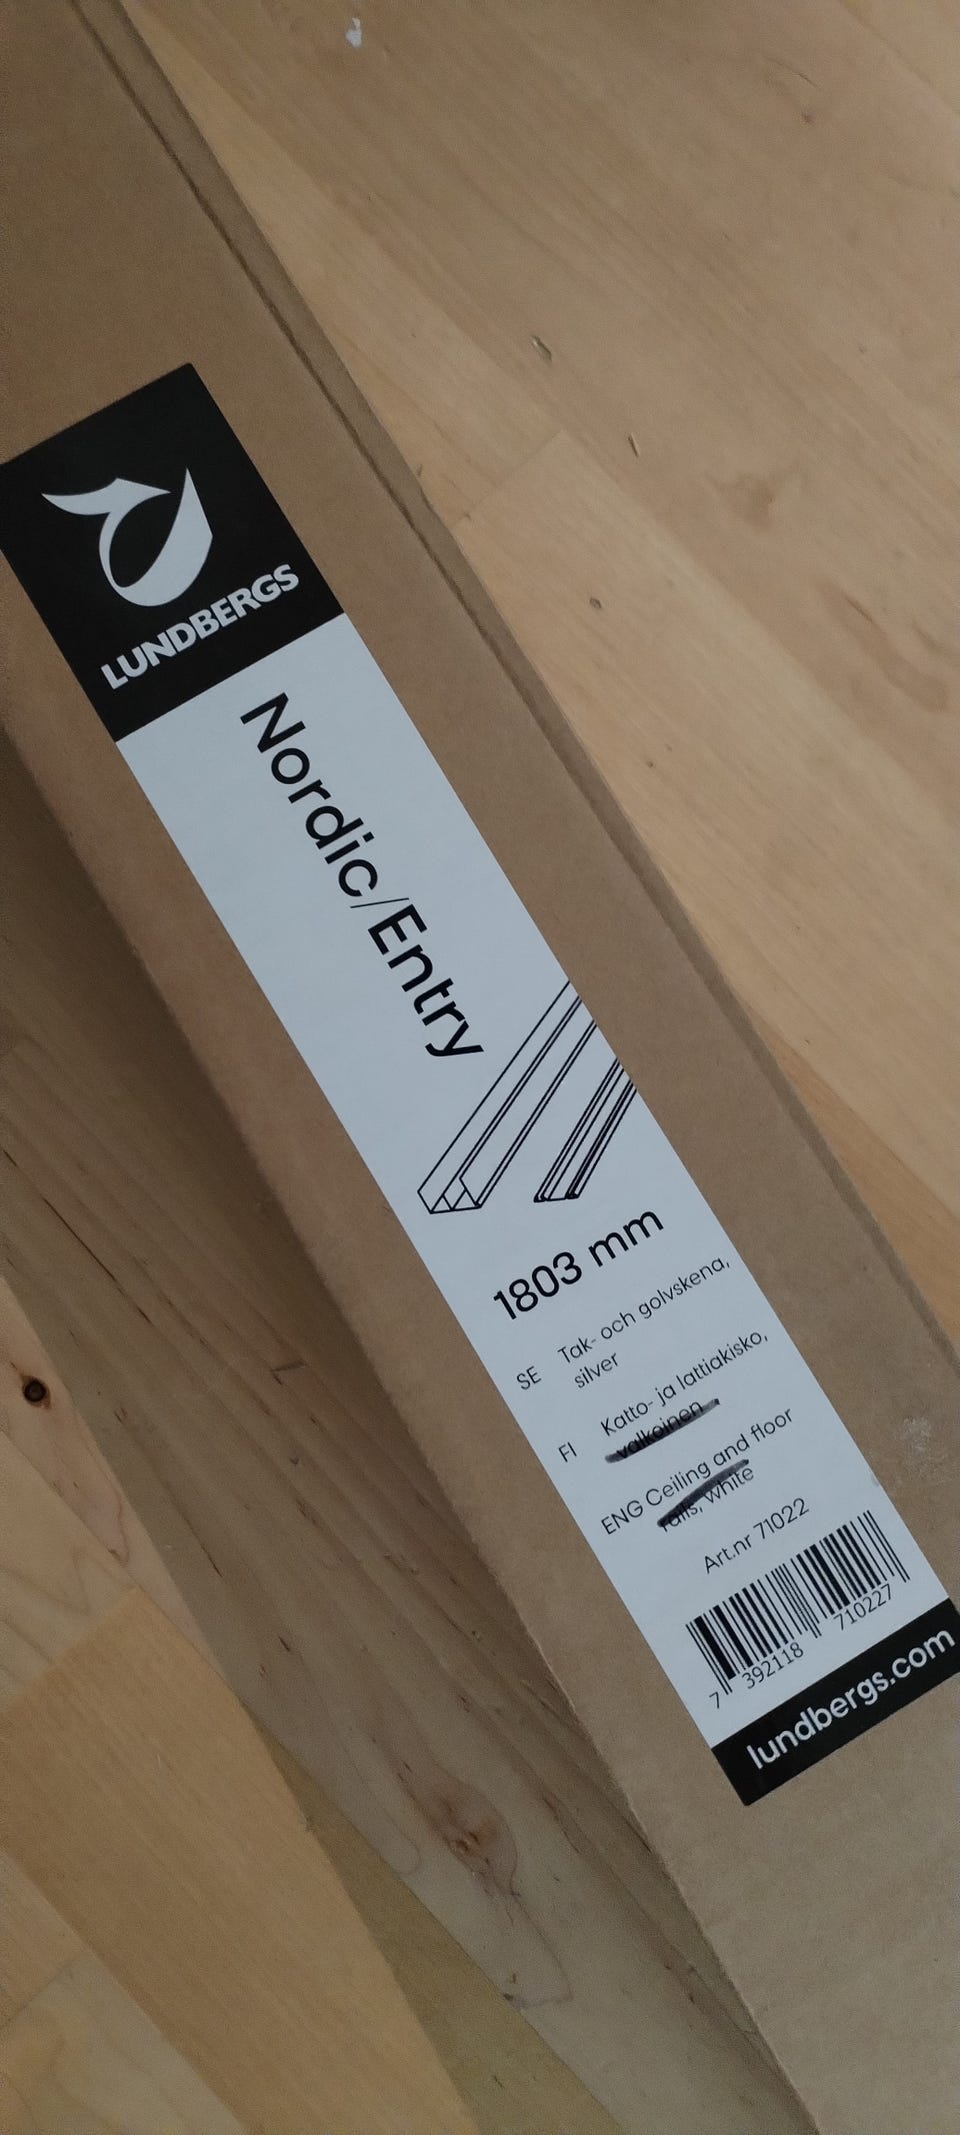 LUNDBERGS
Nordic/Entry
1803 mm
SE Tak- och golvskena,
silver
FI Katto- ja lattiakisko,
valkoinen
ENG Ceiling and floor
rails, white
Art.nr 71022
7 392118 710227
lundbergs.com